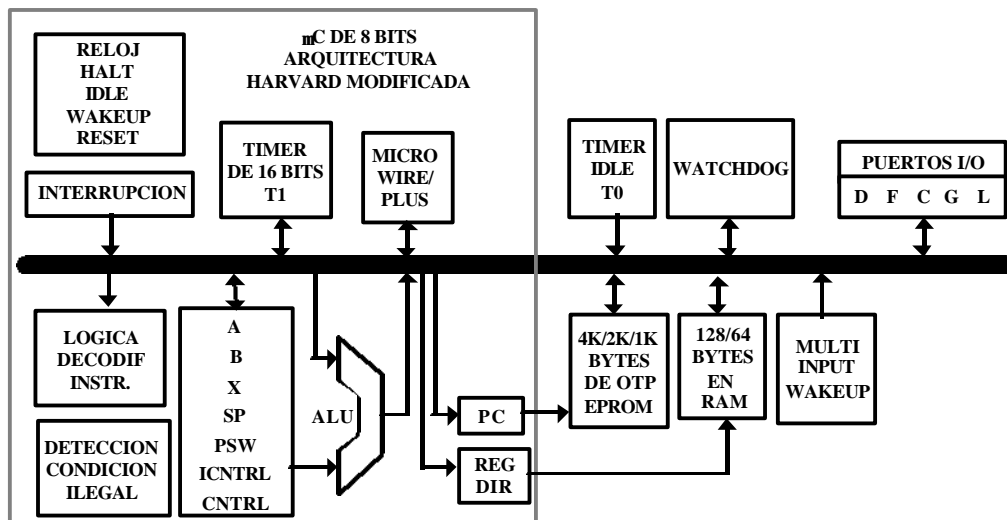 mC DE 8 BITS
ARQUITECTURA
HARVARD MODIFICADA
RELOJ
HALT
IDLE
WAKEUP
RESET
INTERRUPCION
TIMER
DE 16 BITS
T1
MICRO
WIRE/
PLUS
TIMER
IDLE
T0
WATCHDOG
PUERTOS I/O
D F C G L
LOGICA
DECODIF
INSTR.
DETECCION
CONDICION
ILEGAL
A
B
X
SP
PSW
ICNTRL
CNTRL
ALU
PC
REG
DIR
4K/2K/1K
BYTES
DE OTP
EPROM
128/64
BYTES
EN
RAM
MULTI
INPUT
WAKEUP